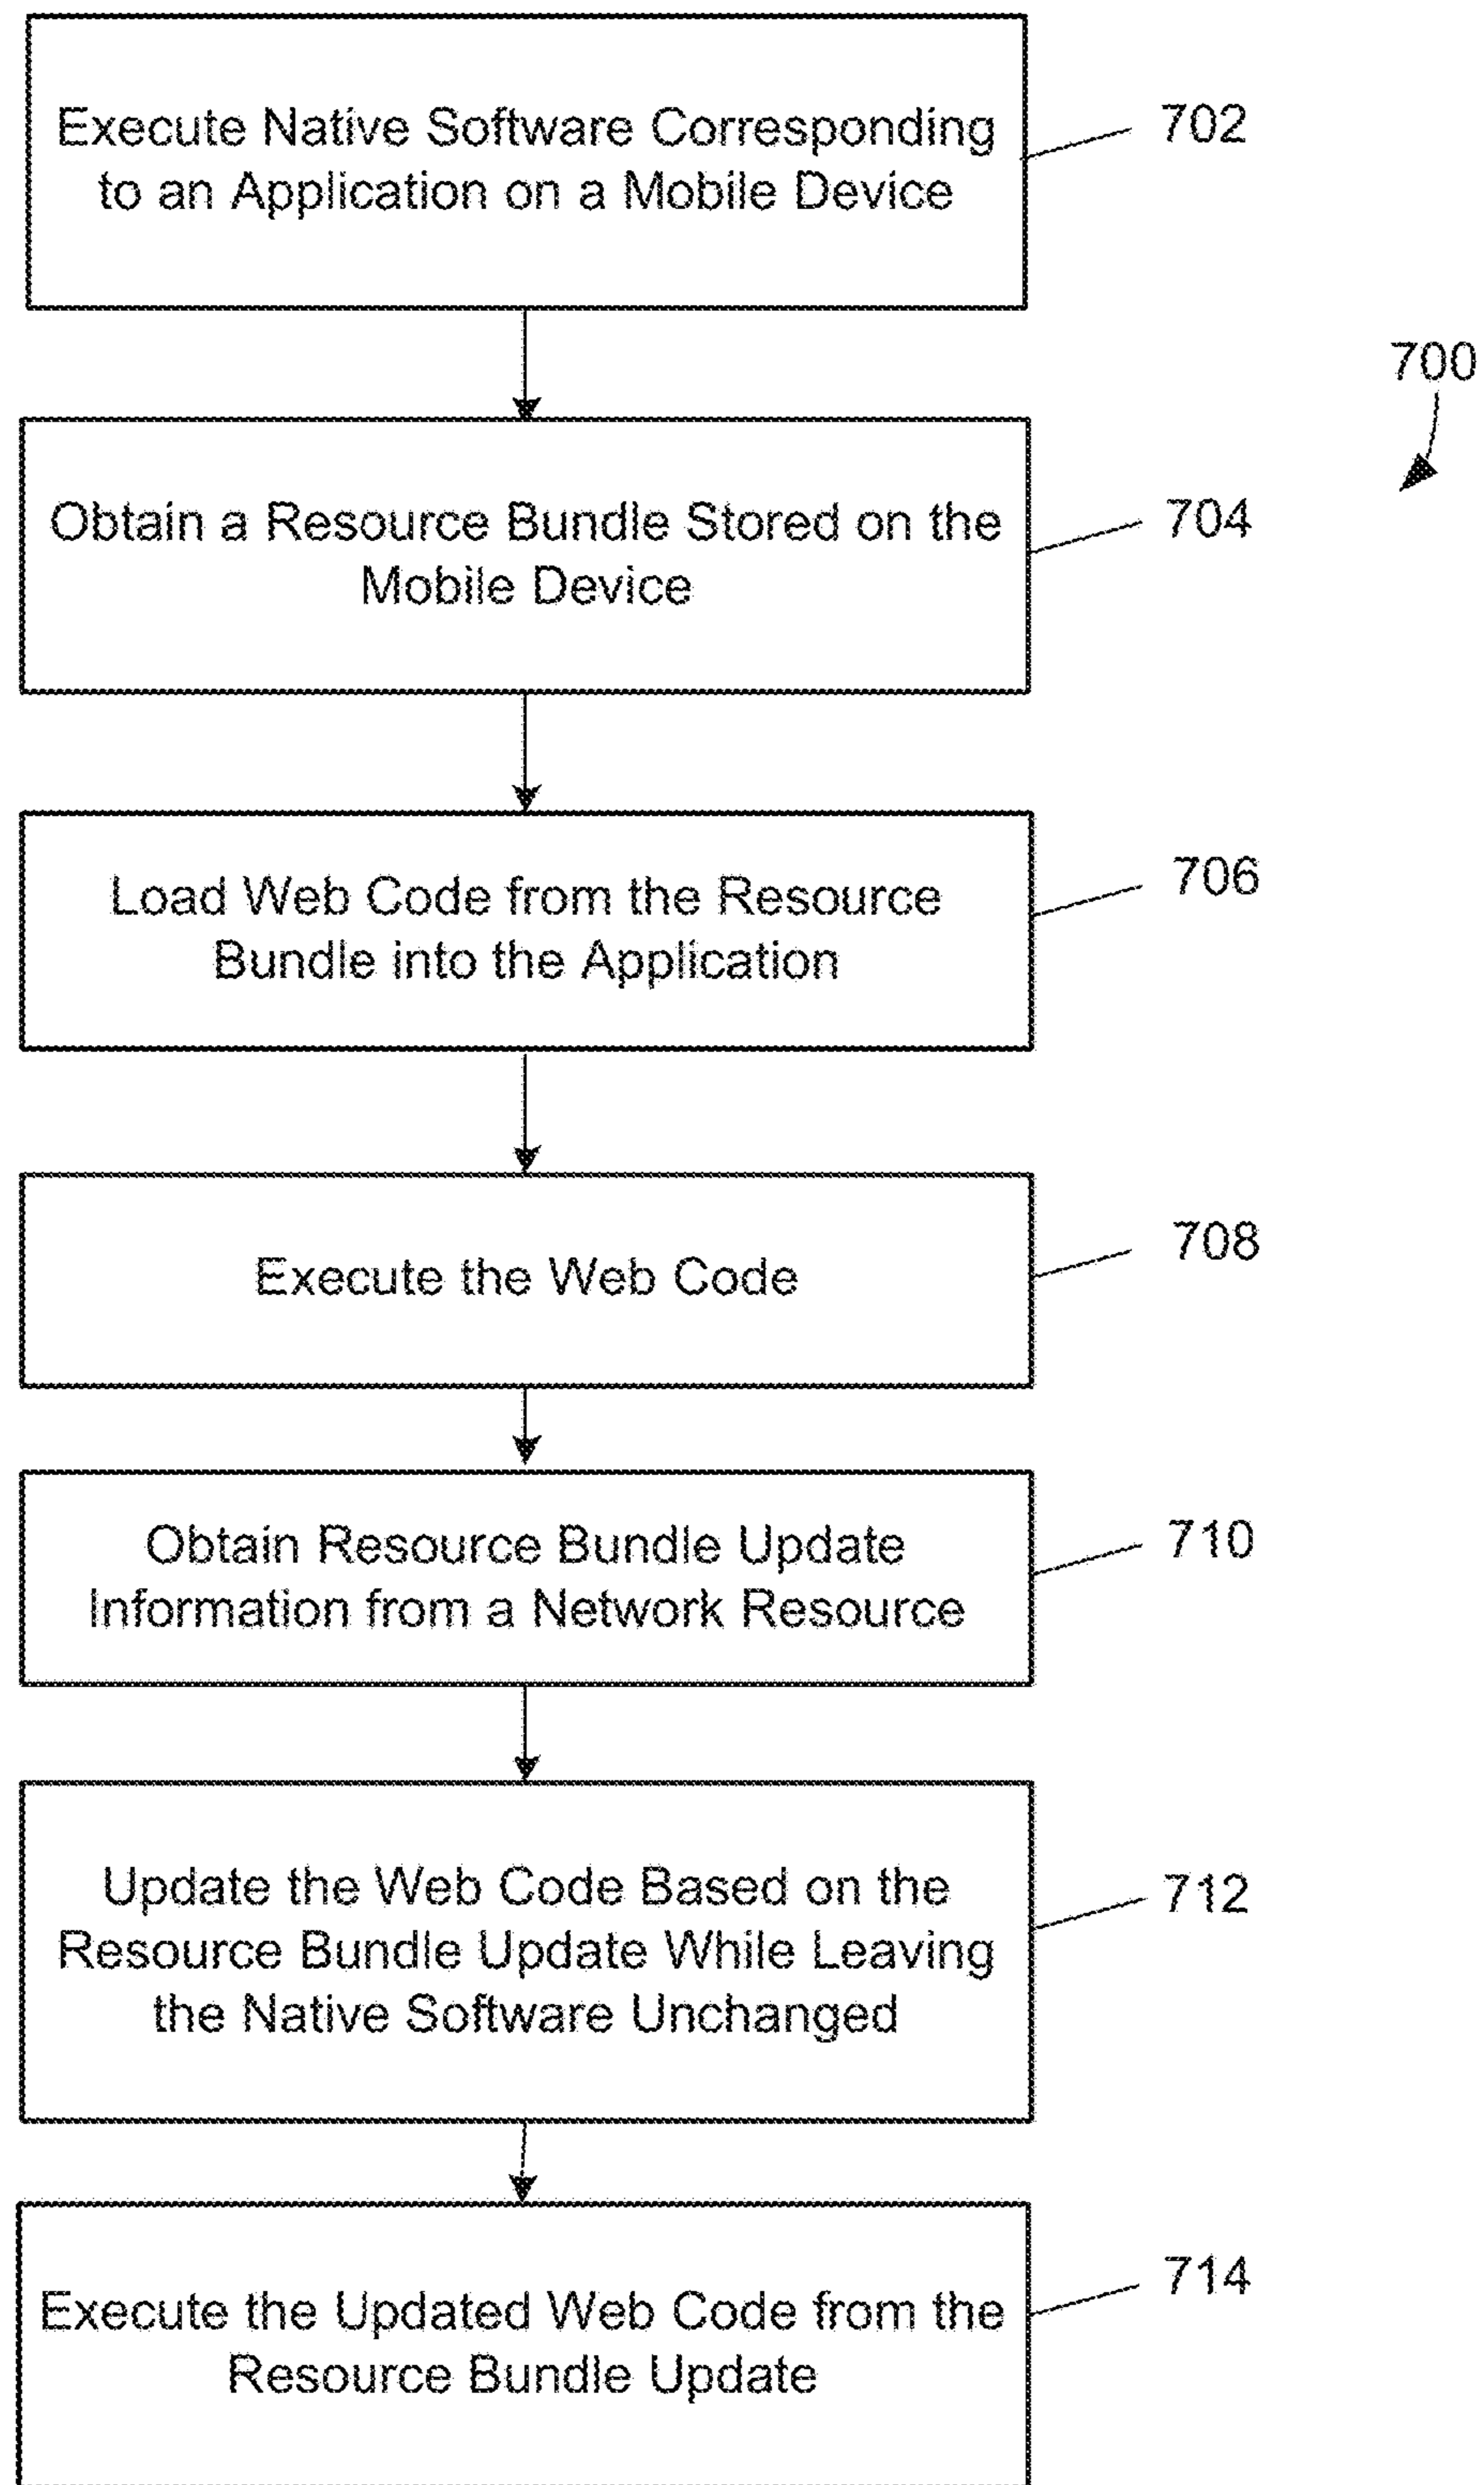 Execute Native Software Corresponding
to an Application on a Mobile Device
702
700
Obtain a Resource Bundle Stored on the
Mobile Device
704
Load Web Code from the Resource
Bundle into the Application
706
Execute the Web Code
708
Obtain Resource Bundle Update
Information from a Network Resource
710
Update the Web Code Based on the
Resource Bundle Update While Leaving
the Native Software Unchanged
712
Execute the Updated Web Code from the
Resource Bundle Update
714